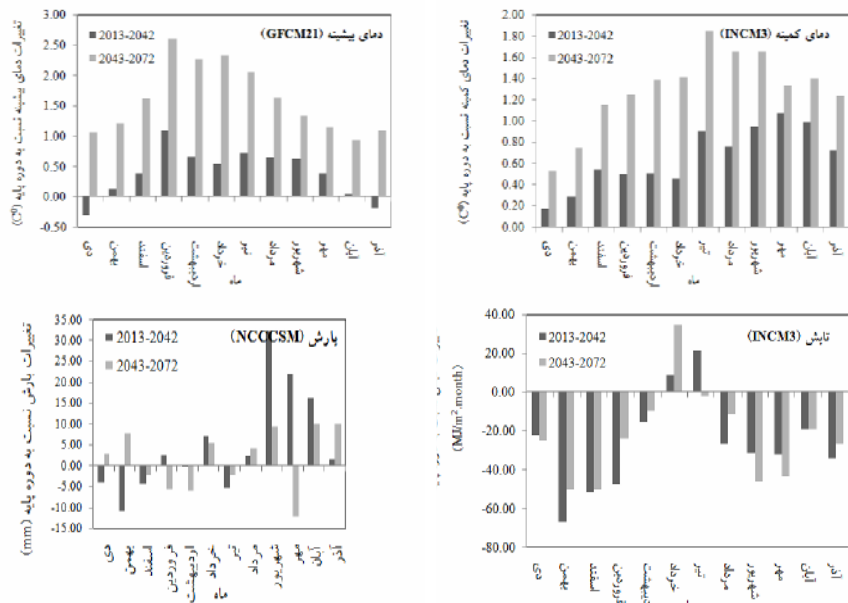 دمای بیشینه (GFCM21)
2013-2042
2043-2072
تغییرات دمای بیشینه نسبت به دوره پایه (C°)
3.00
2.50
2.00
1.50
1.00
0.50
0.00
-0.50
دی
بهمن
اسفند
فروردین
اردیبهشت
خرداد
تیر
مرداد
شهریور
مهر
آبان
آذر
ماه
دمای کمینه (INCM3)
2013-2042
2043-2072
تغییرات دمای کمینه نسبت به دوره پایه (C°)
2.00
1.80
1.60
1.40
1.20
1.00
0.80
0.60
0.40
0.20
0.00
دی
بهمن
اسفند
فروردین
اردیبهشت
خرداد
تیر
مرداد
شهریور
مهر
آبان
آذر
ماه
بارش (NCCCSM)
2013-2042
2043-2072
تغییرات بارش نسبت به دوره پایه (mm)
35.00
30.00
25.00
20.00
15.00
10.00
5.00
0.00
-5.00
-10.00
-15.00
دی
بهمن
اسفند
فروردین
اردیبهشت
خرداد
تیر
مرداد
شهریور
مهر
آبان
آذر
ماه
تابش (INCM3)
2013-2042
2043-2072
(MJ/m².month)
40.00
20.00
0.00
-20.00
-40.00
-60.00
-80.00
دی
بهمن
اسفند
فروردین
اردیبهشت
خرداد
تیر
مرداد
شهریور
مهر
آبان
آذر